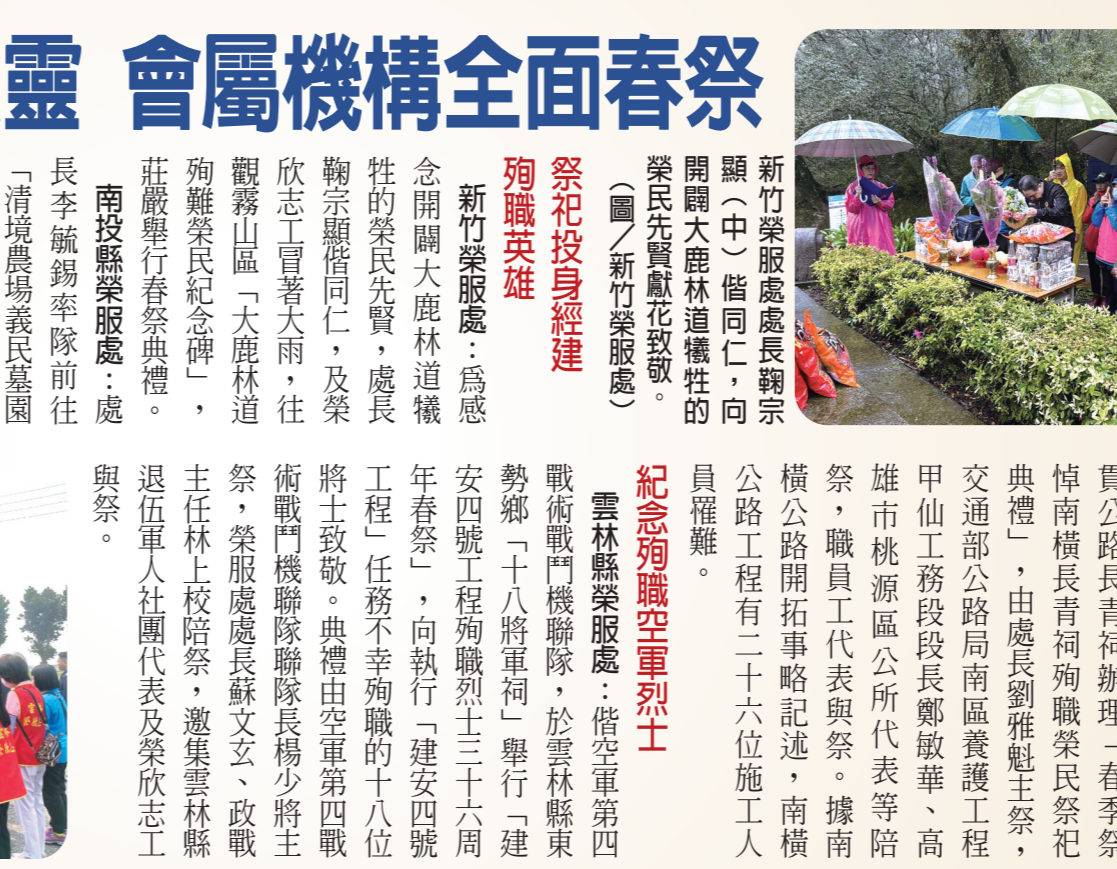 靈 會屬機構全面春祭
新竹榮服處處長鞠宗
顯（中）偕同仁，向
開闢大鹿林道犧牲的
榮民先賢獻花致敬。
（圖／新竹榮服處）
祭祀投身經建
殉職英雄
新竹榮服處：為感
念開闢大鹿林道犧
牲的榮民先賢，處長
鞠宗顯偕同仁，及榮
欣志工冒著大雨，往
觀霧山區「大鹿林道
殉難榮民紀念碑」，
莊嚴舉行春祭典禮。
南投縣榮服處：處
長李毓錫率隊前往
「清境農場義民墓園
貫公路長青祠辦理「春季祭
悼南橫長青祠殉職榮民祭祀
典禮」，由處長劉雅魁主祭，
交通部公路局南區養護工程
甲仙工務段段長鄭敏華、高
雄市桃源區公所代表等陪
祭，職員工代表與祭。據南
橫公路開拓事略記述，南橫
公路工程有二十六位施工人
員罹難。
紀念殉職空軍烈士
雲林縣榮服處：偕空軍第四
戰術戰鬥機聯隊，於雲林縣東
勢鄉「十八將軍祠」舉行「建
安四號工程殉職烈士三十六周
年春祭」，向執行「建安四號
工程」任務不幸殉職的十八位
將士致敬。典禮由空軍第四戰
術戰鬥機聯隊聯隊長楊少將主
祭，榮服處處長蘇文玄、政戰
主任林上校陪祭，邀集雲林縣
退伍軍人社團代表及榮欣志工
與祭。